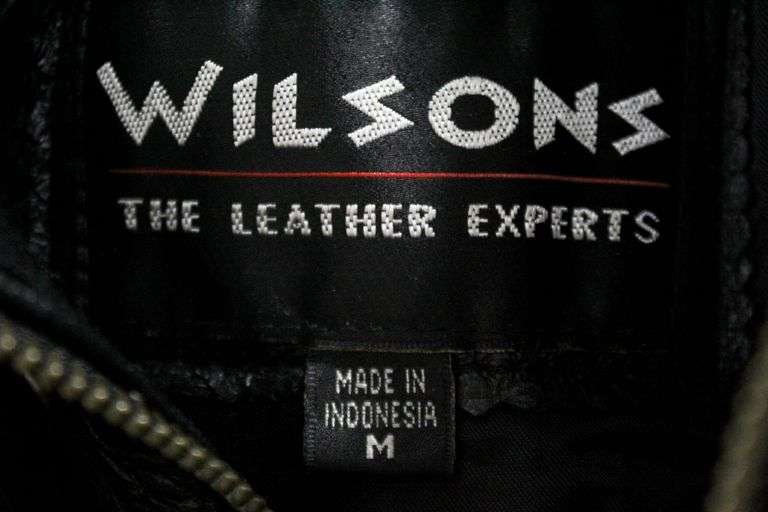 WILSONS
THE LEATHER EXPERTS
MADE IN
INDONESIA
M